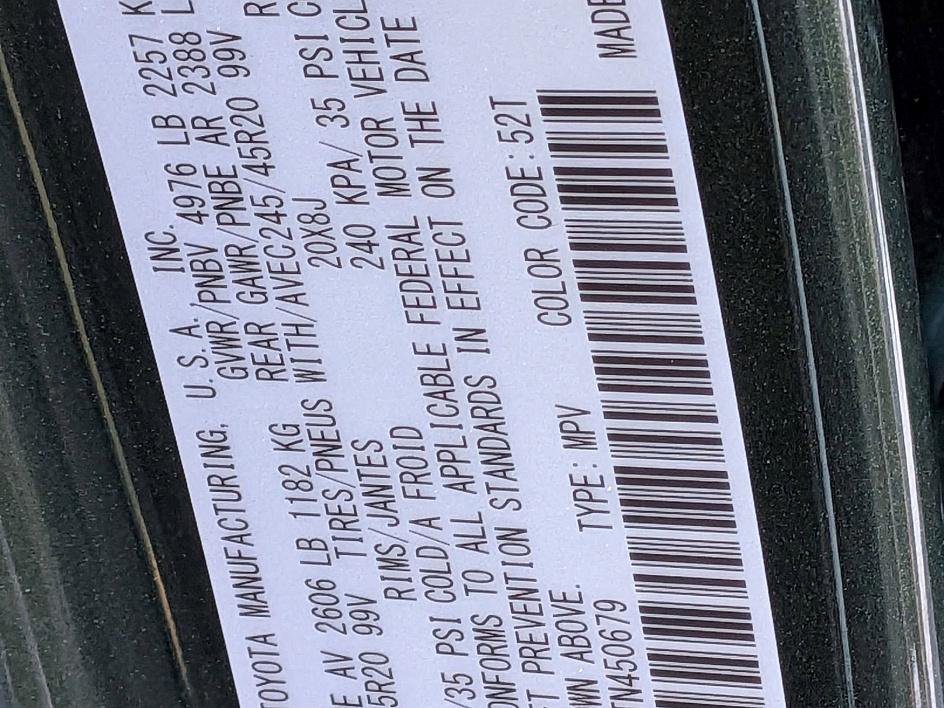 TOYOTA MANUFACTURING, U.S.A., INC.
GVWR/PNBV 4976 LB 2257 K
E AV 2606 LB 1182 KG REAR GAWR/PNBE AR 2388 L
5R20 99V TIRES/PNEUS WITH/AVEC245/45R20 99V R
RIMS/JANTES 20X8J
/35 PSI COLD/A FROID 240 KPA/ 35 PSI C
ONFORMS TO ALL APPLICABLE FEDERAL MOTOR VEHICL
T PREVENTION STANDARDS IN EFFECT ON THE DATE
WN ABOVE.
TN450679 TYPE: MPV COLOR CODE: 52T
MADE